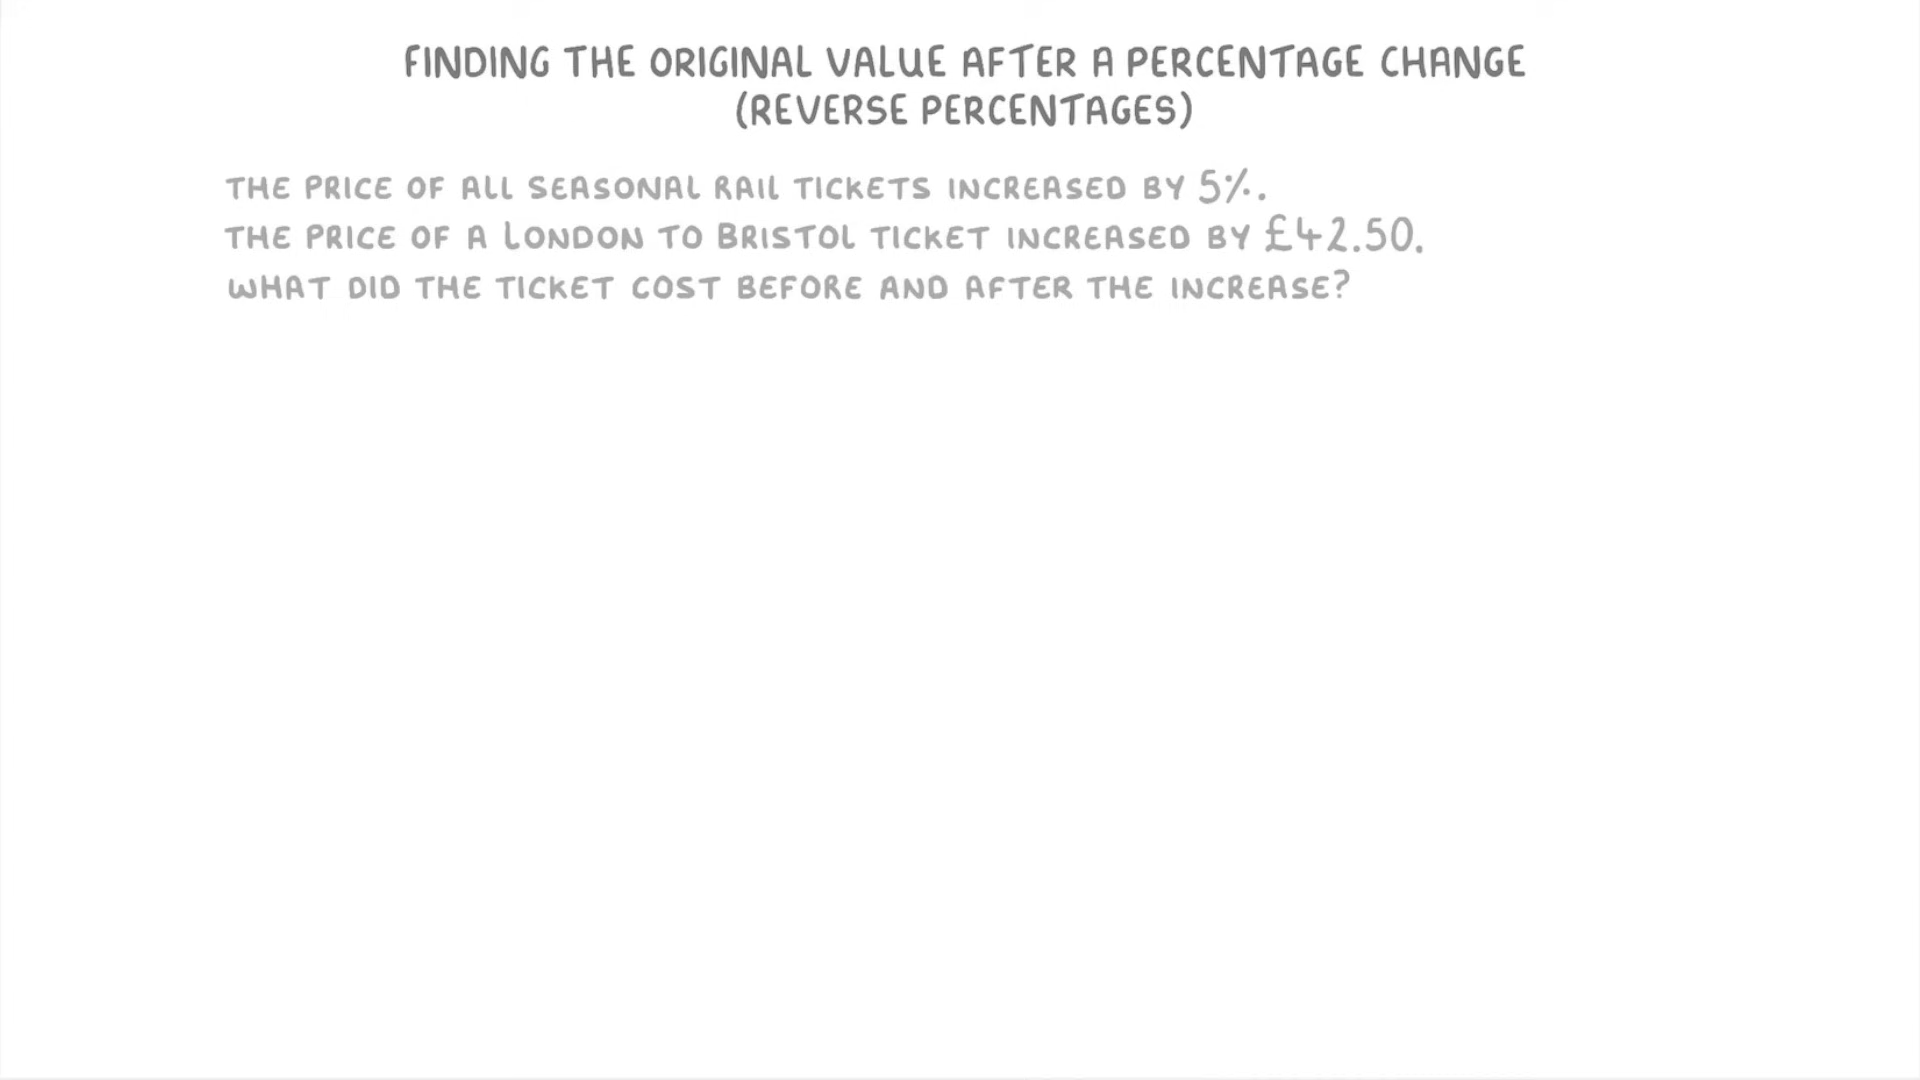 FINDING THE ORIGINAL VALUE AFTER A PERCENTAGE CHANGE
(REVERSE PERCENTAGES)
THE PRICE OF ALL SEASONAL RAIL TICKETS INCREASED BY 5%.
THE PRICE OF A LONDON TO BRISTOL TICKET INCREASED BY £42.50.
WHAT DID THE TICKET COST BEFORE AND AFTER THE INCREASE?